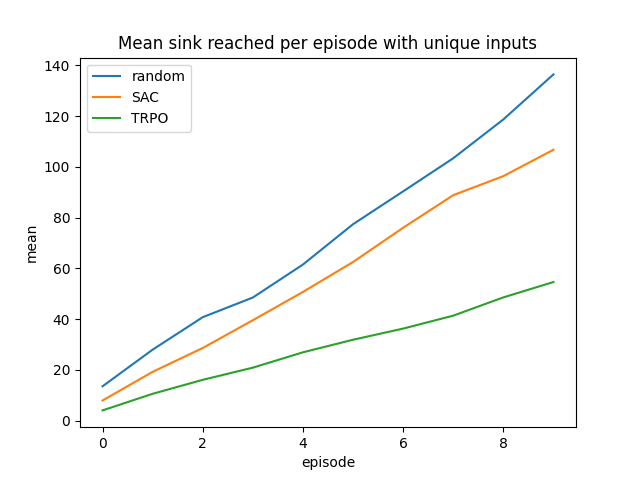 Mean sink reached per episode with unique inputs
random
SAC
TRPO
mean
140
120
100
80
60
40
20
0
0 2 4 6 8
episode